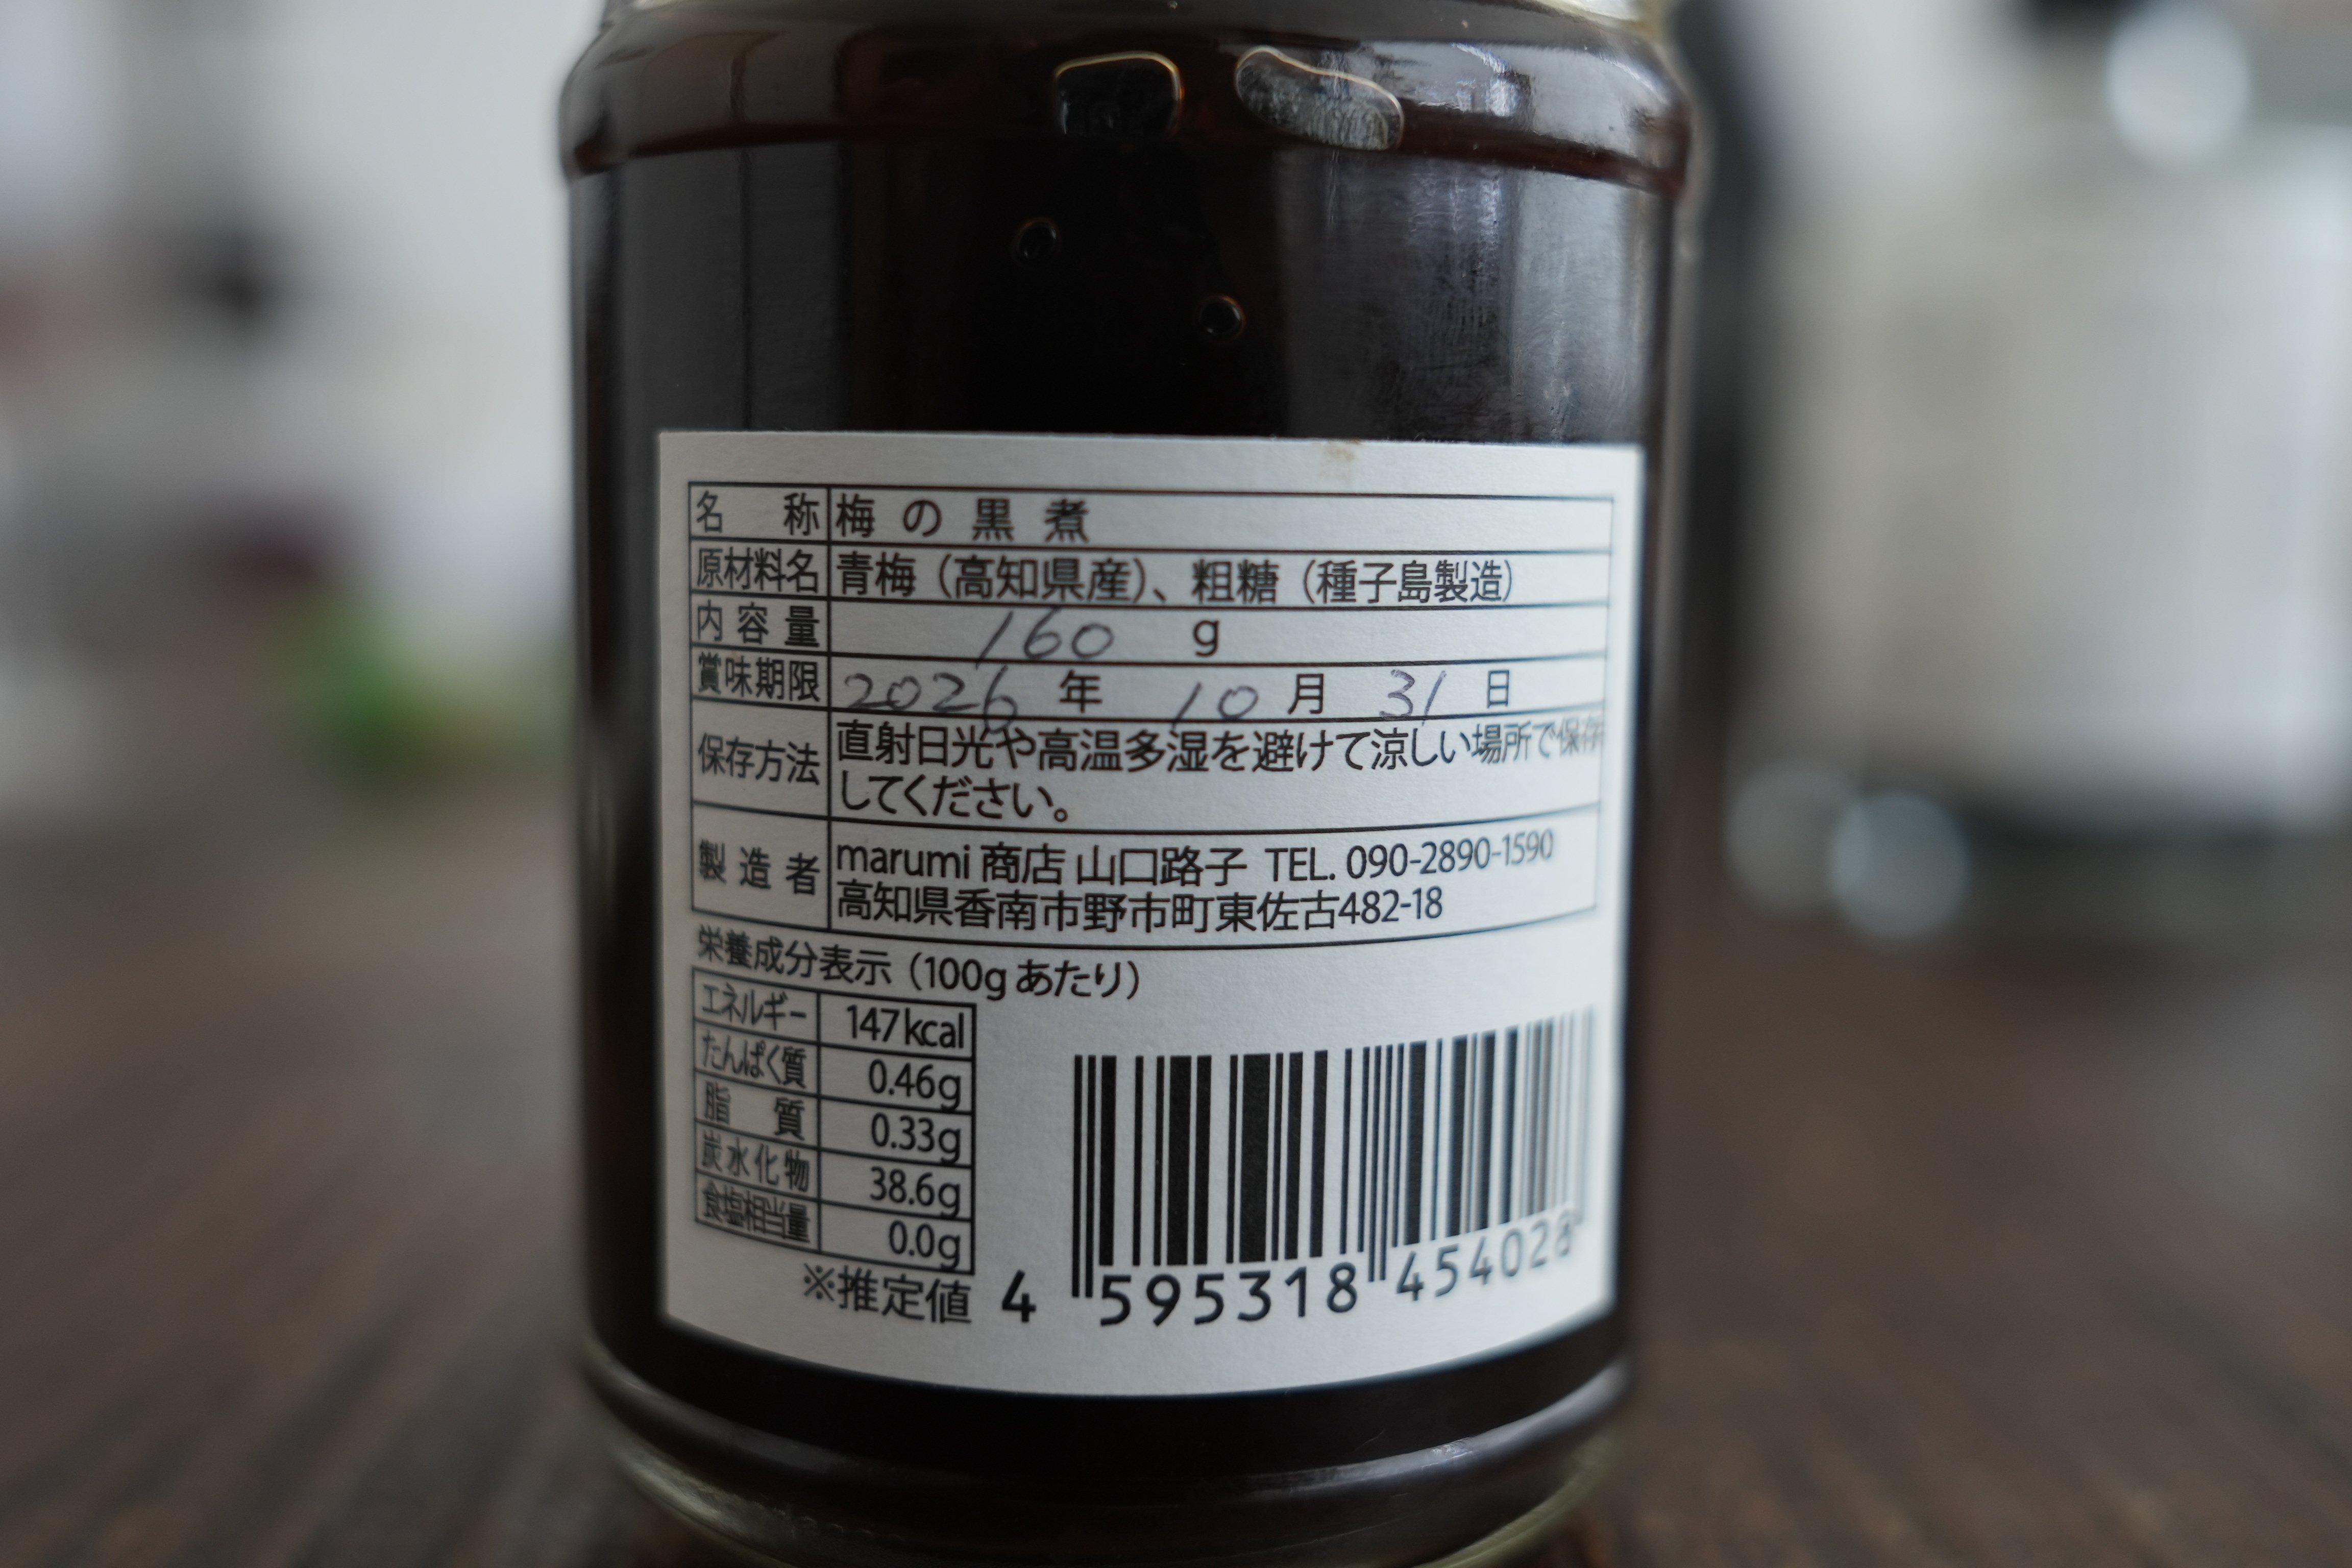 名称 梅の黒煮
原材料名 青梅（高知県産）、粗糖（種子島製造）
内容量 160 g
賞味期限 2026 年 10 月 31 日
保存方法 直射日光や高温多湿を避けて涼しい場所で保存
してください。
製造者 marumi 商店 山口路子 TEL. 090-2890-1590
高知県香南市野市町東佐古482-18
栄養成分表示（100gあたり）
エネルギー 147kcal
たんぱく質 0.46g
脂質 0.33g
炭水化物 38.6g
食塩相当量 0.0g
※推定値
4 595318 454028